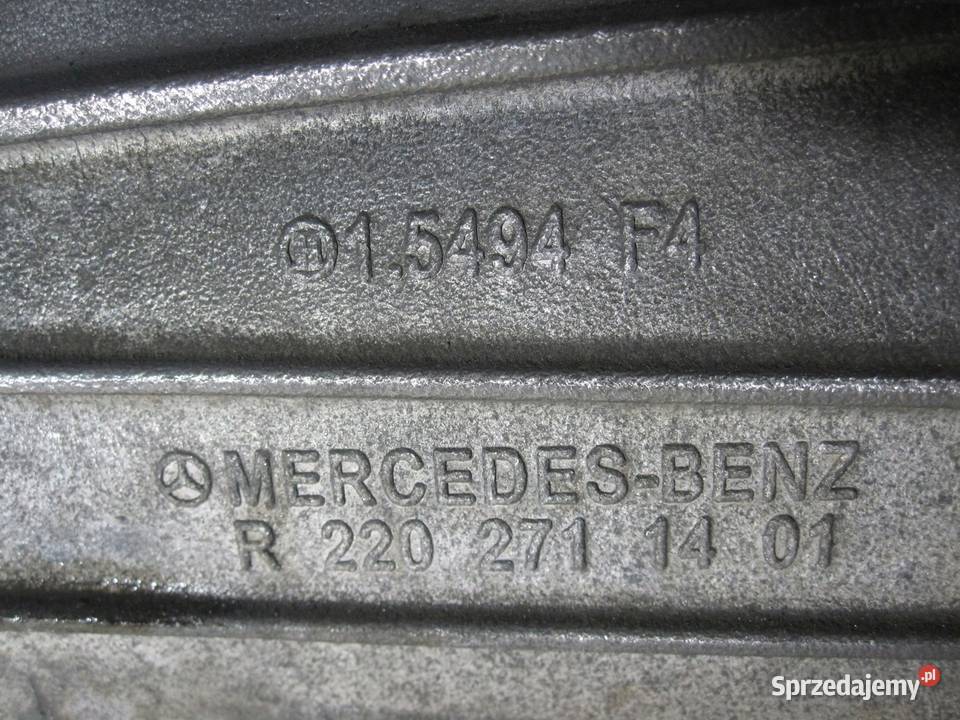 H 1.5494 F4
MERCEDES-BENZ
R 220 271 14 01
Sprzedajemy.pl